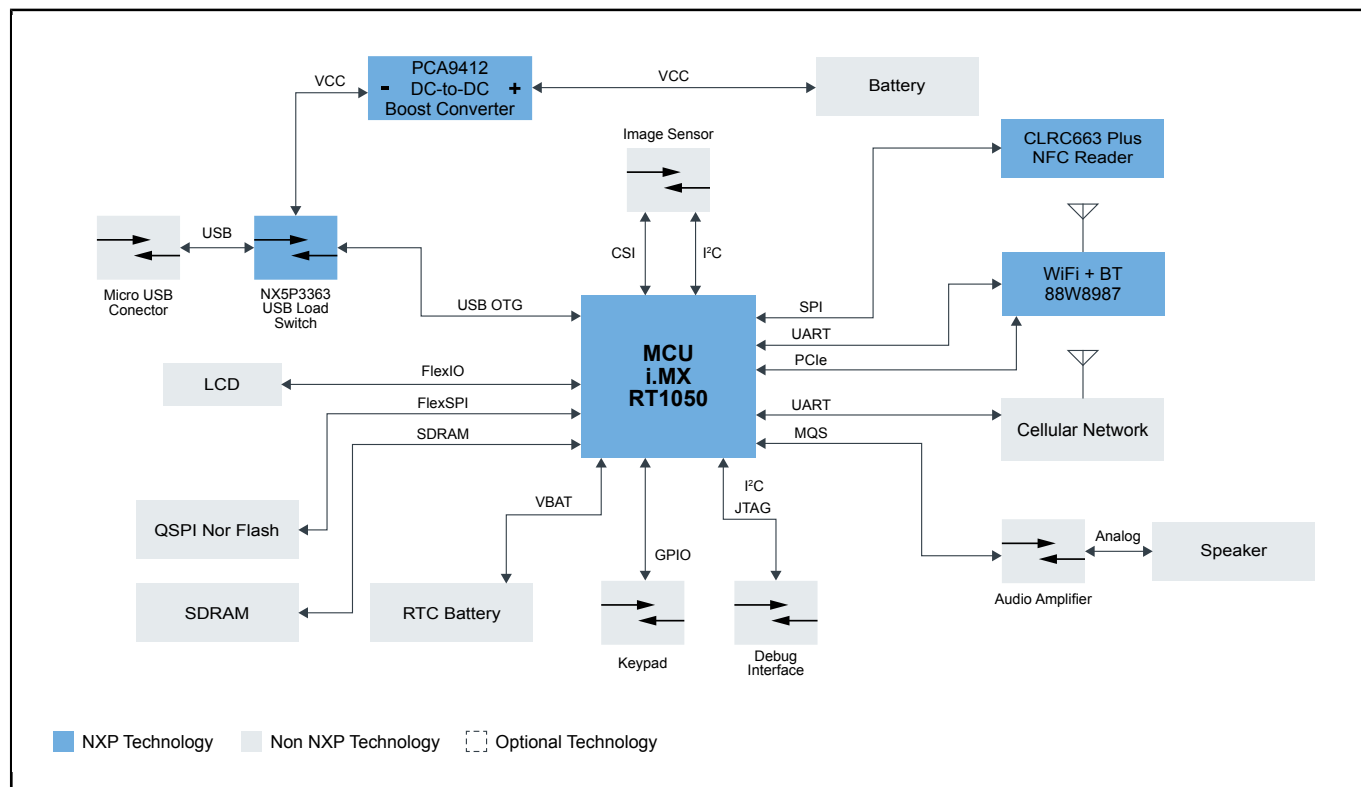 PCA9412
DC-to-DC
- +
Boost Converter
VCC
VCC
Battery
Image Sensor
CLRC663 Plus
NFC Reader
USB
Micro USB
Conector
NX5P3363
USB Load
Switch
CSI
I²C
WiFi + BT
88W8987
USB OTG
SPI
UART
PCIe
MCU
i.MX
RT1050
LCD
FlexIO
FlexSPI
SDRAM
UART
MQS
Cellular Network
QSPI Nor Flash
SDRAM
VBAT
RTC Battery
GPIO
Keypad
I²C
JTAG
Debug
Interface
Analog
Audio Amplifier
Speaker
NXP Technology
Non NXP Technology
Optional Technology